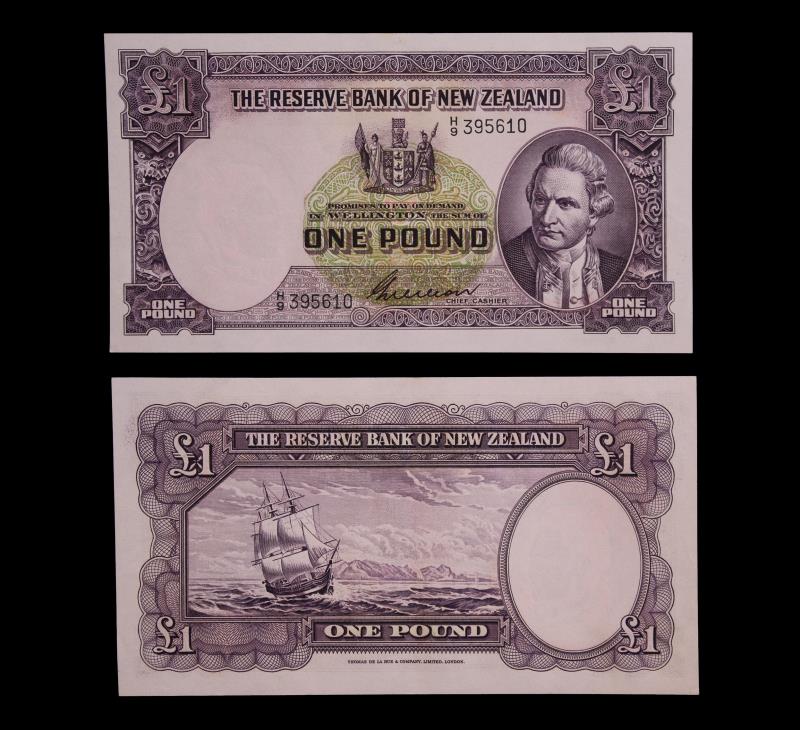 £1 £1
THE RESERVE BANK OF NEW ZEALAND
H/9 395610
PROMISES TO PAY ON DEMAND
IN WELLINGTON THE SUM OF
ONE POUND
H/9 395610
CHIEF CASHIER
ONE POUND
ONE POUND
THE RESERVE BANK OF NEW ZEALAND
£1 £1
ONE POUND
£1 £1
THOMAS DE LA RUE & COMPANY, LIMITED, LONDON.